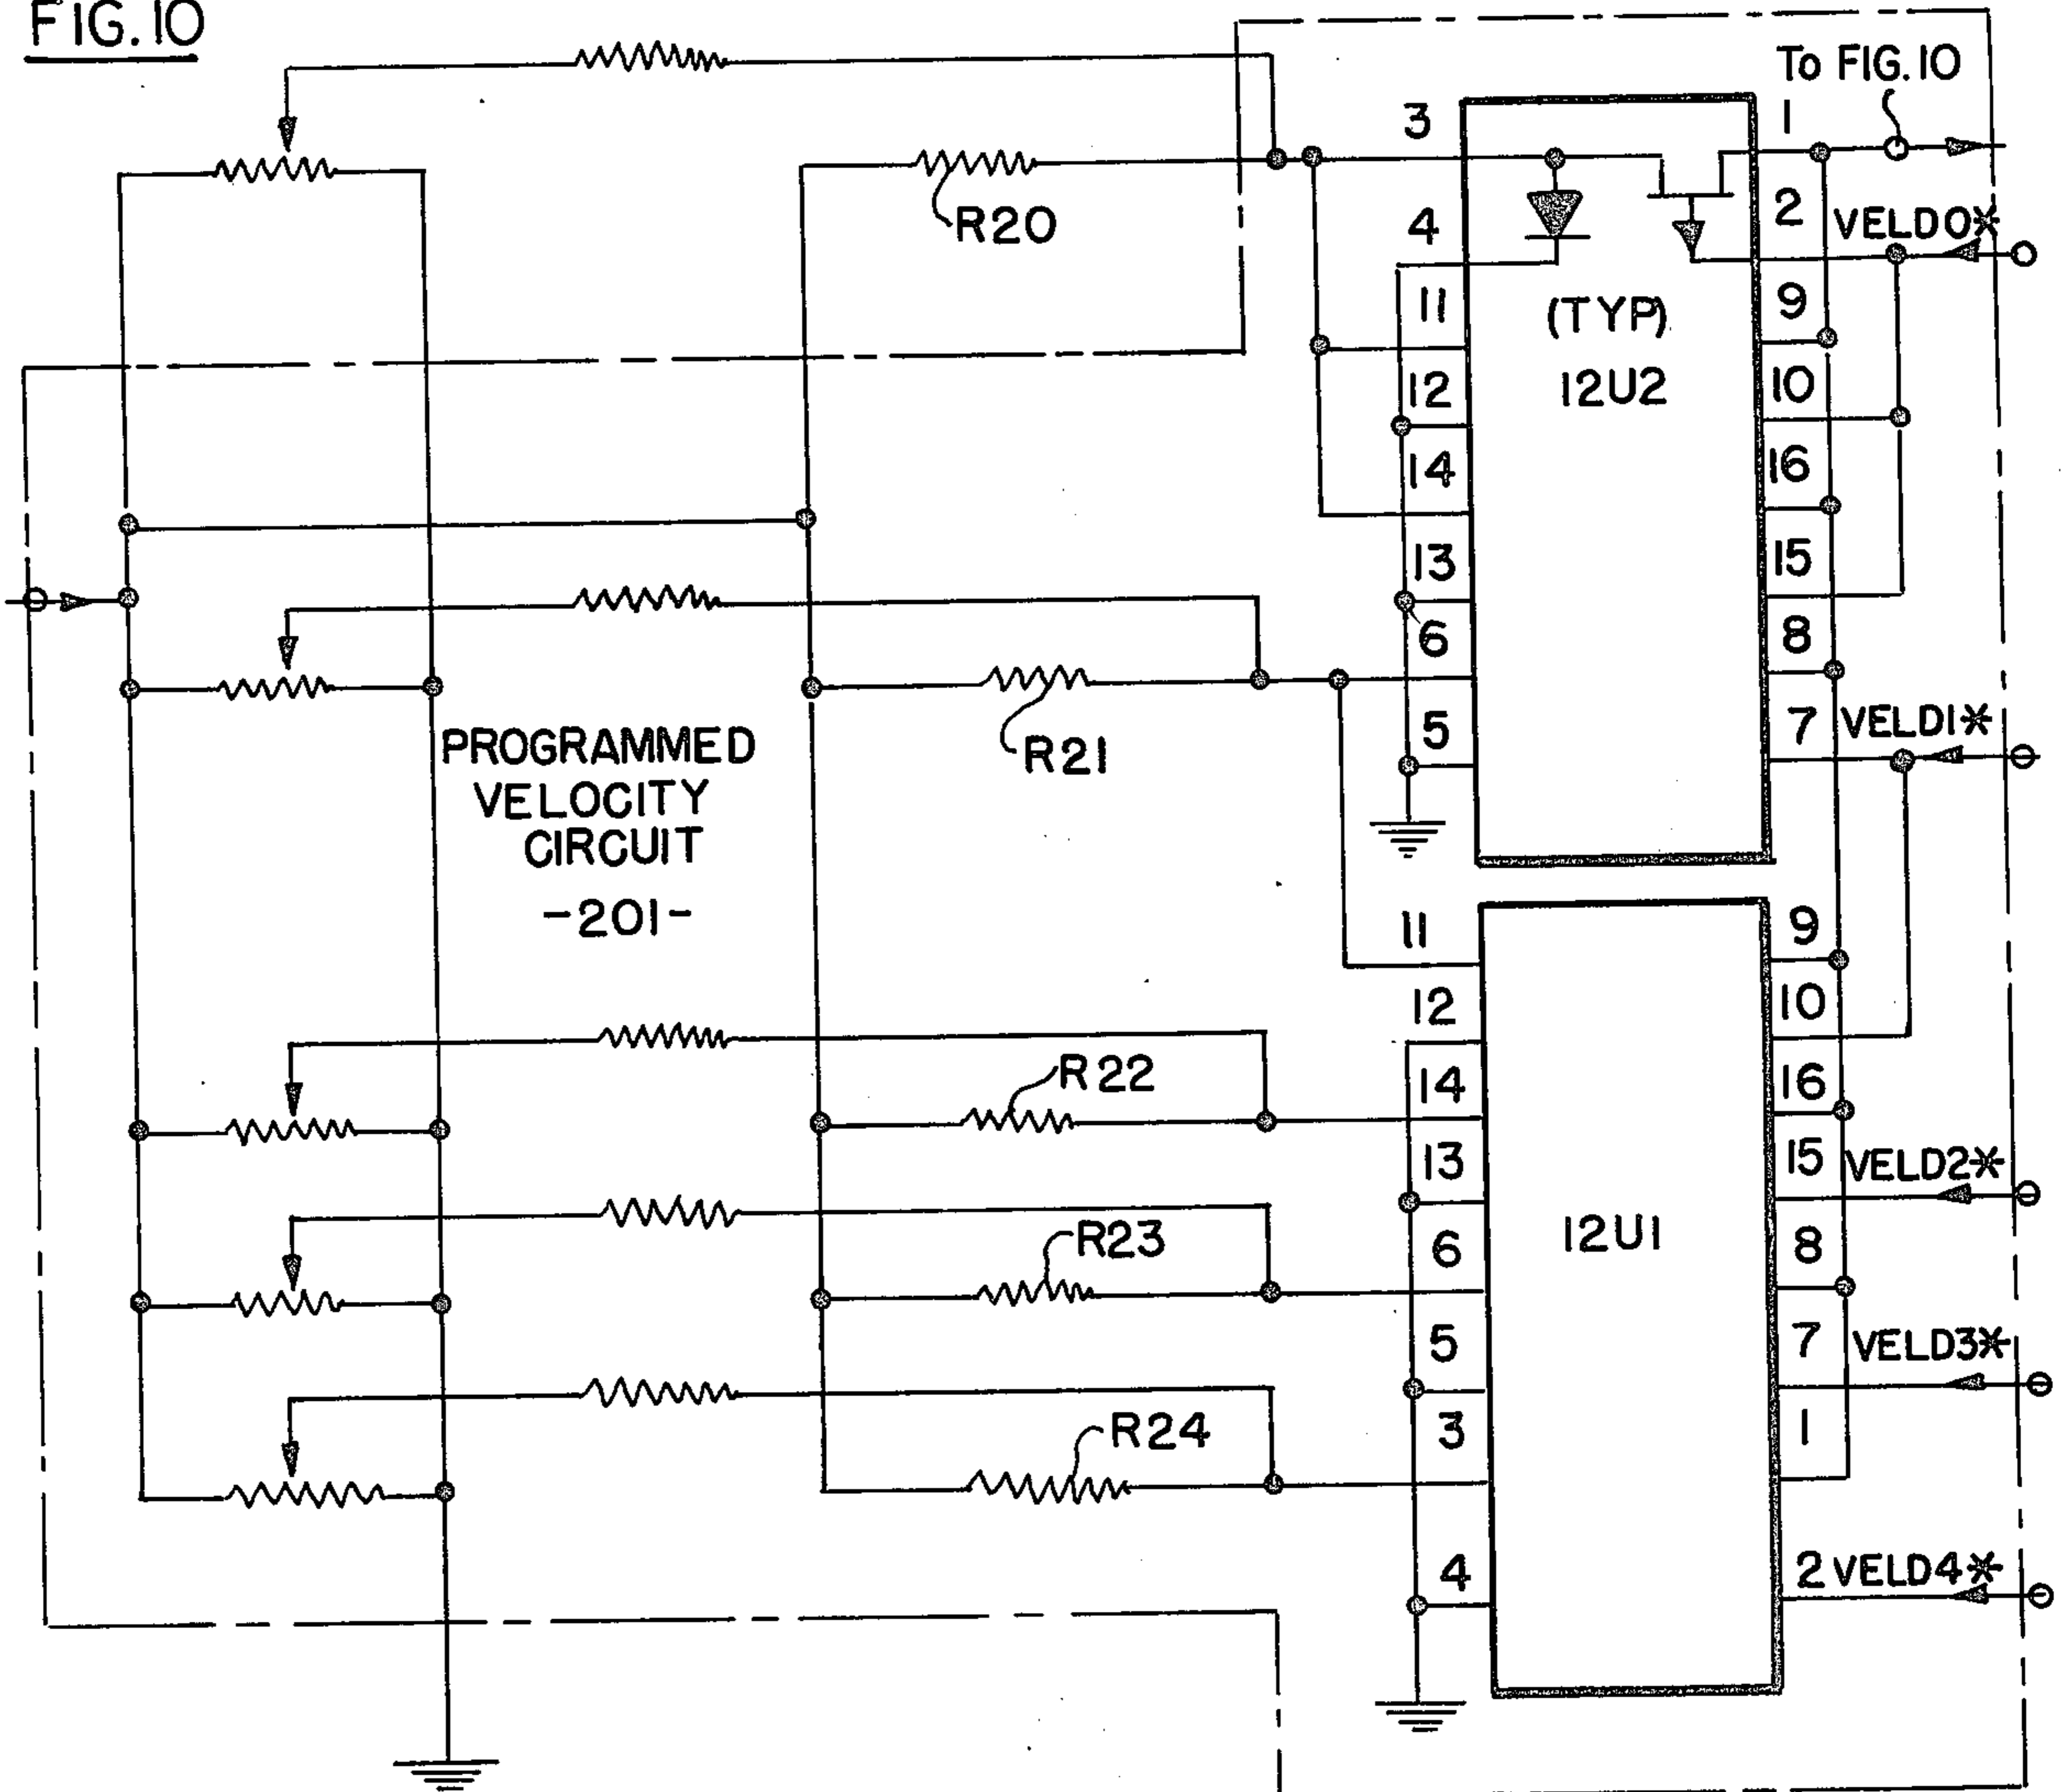 FIG. 10
To FIG. 10
3
1
R20
2
VELD0*
4
11
(TYP)
9
12U2
12
10
14
16
13
15
6
8
5
7
VELD1*
R21
PROGRAMMED
VELOCITY
CIRCUIT
-201-
11
9
12
10
R22
14
16
13
15
VELD2*
R23
6
12U1
8
5
7
VELD3*
R24
3
1
4
2
VELD4*